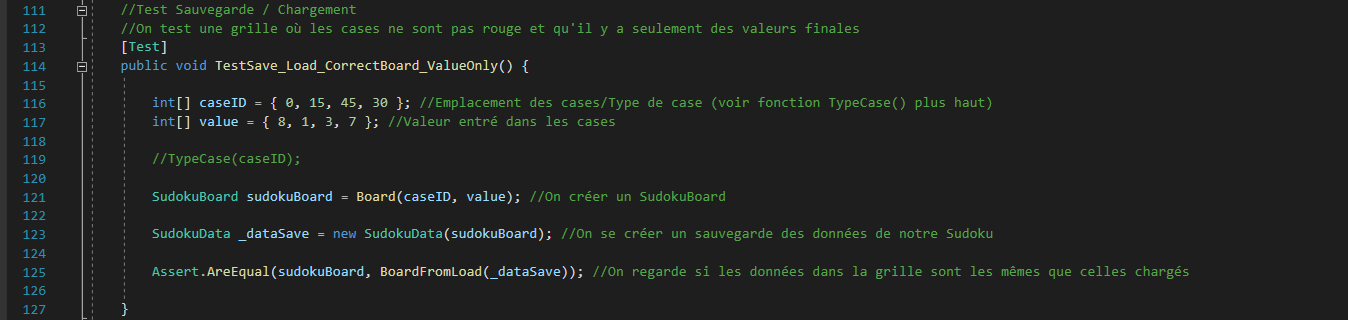 111 //Test Sauvegarde / Chargement
112 //On test une grille où les cases ne sont pas rouge et qu'il y a seulement des valeurs finales
113 [Test]
114 public void TestSave_Load_CorrectBoard_ValueOnly() {
115
116 int[] caseID = { 0, 15, 45, 30 }; //Emplacement des cases/Type de case (voir fonction TypeCase() plus haut)
117 int[] value = { 8, 1, 3, 7 }; //Valeur entré dans les cases
118
119 //TypeCase(caseID);
120
121 SudokuBoard sudokuBoard = Board(caseID, value); //On créer un SudokuBoard
122
123 SudokuData _dataSave = new SudokuData(sudokuBoard); //On se créer un sauvegarde des données de notre Sudoku
124
125 Assert.AreEqual(sudokuBoard, BoardFromLoad(_dataSave)); //On regarde si les données dans la grille sont les mêmes que celles chargés
126
127 }